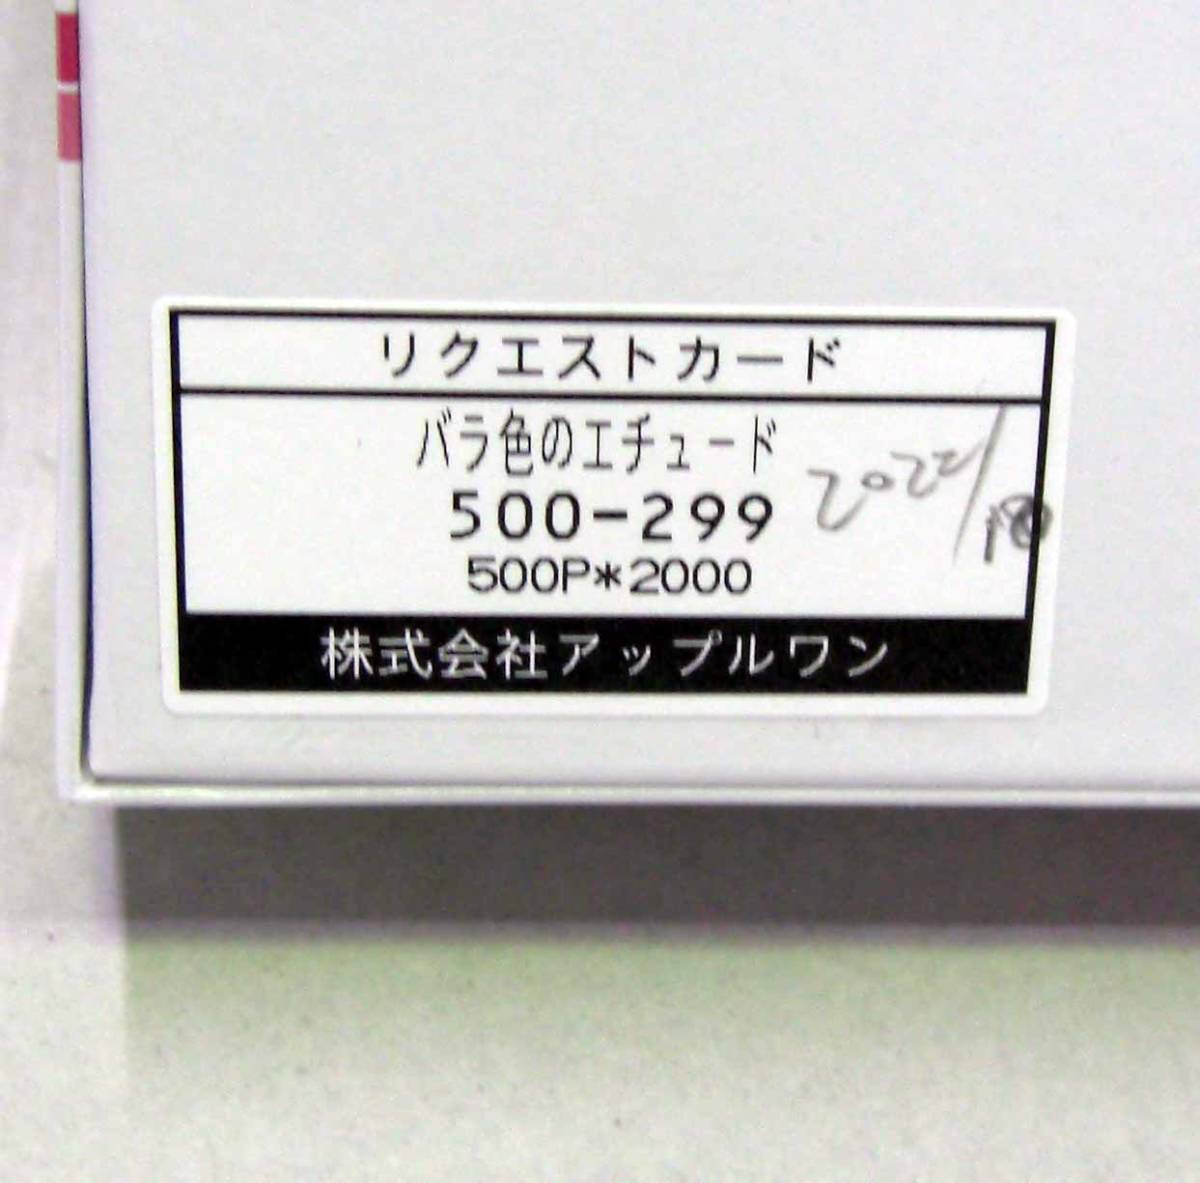 リクエストカード
バラ色のエチュード
500-299
500P*2000
2022/
株式会社アップルワン